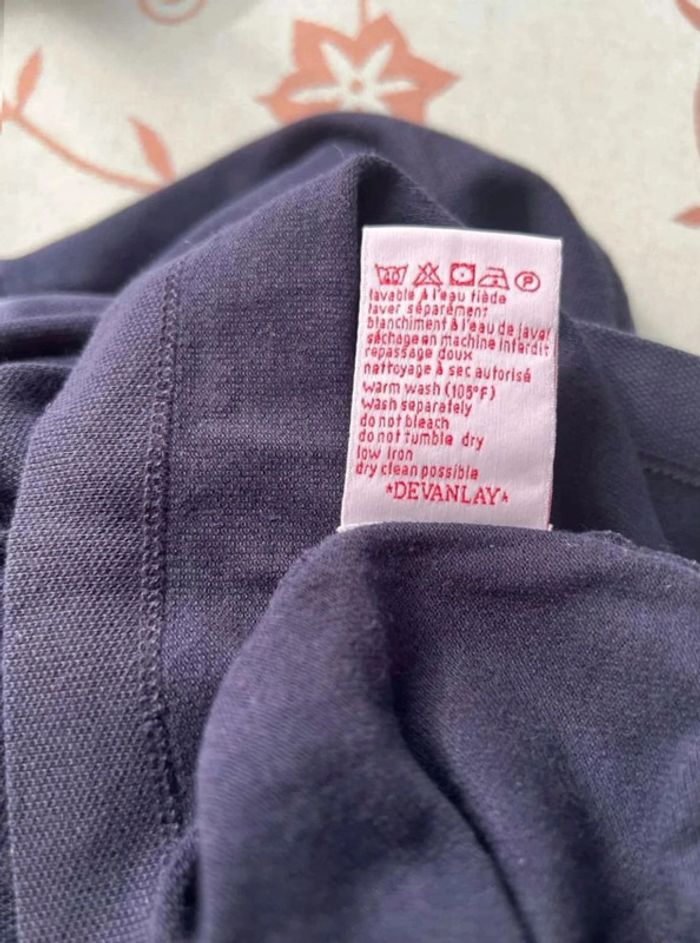 lavable à l'eau tiède
laver séparément
blanchiment à l'eau de javel
séchage en machine interdit
repassage doux
nettoyage à sec autorisé
warm wash (105°F)
wash separately
do not bleach
do not tumble dry
low iron
dry clean possible
*DEVANLAY*